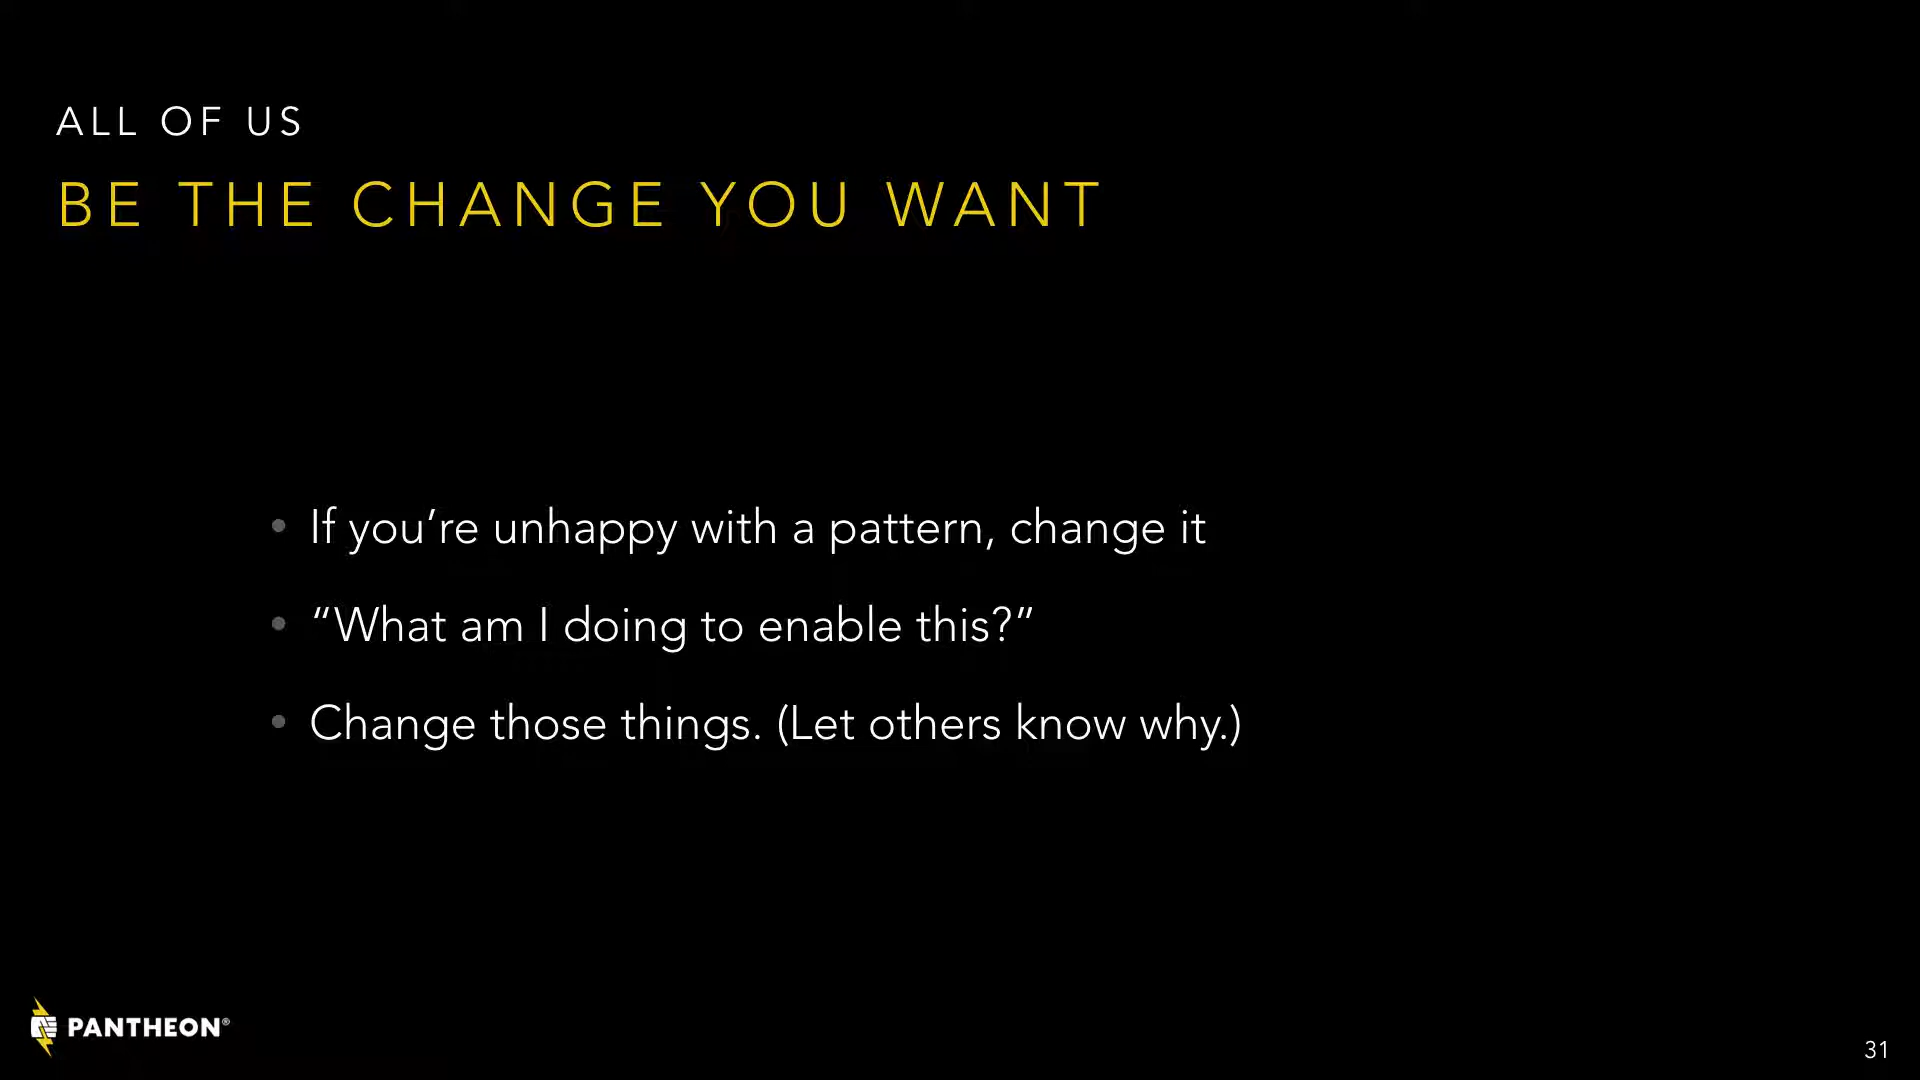 ALL OF US
BE THE CHANGE YOU WANT
• If you’re unhappy with a pattern, change it
• “What am I doing to enable this?”
• Change those things. (Let others know why.)
PANTHEON®
31